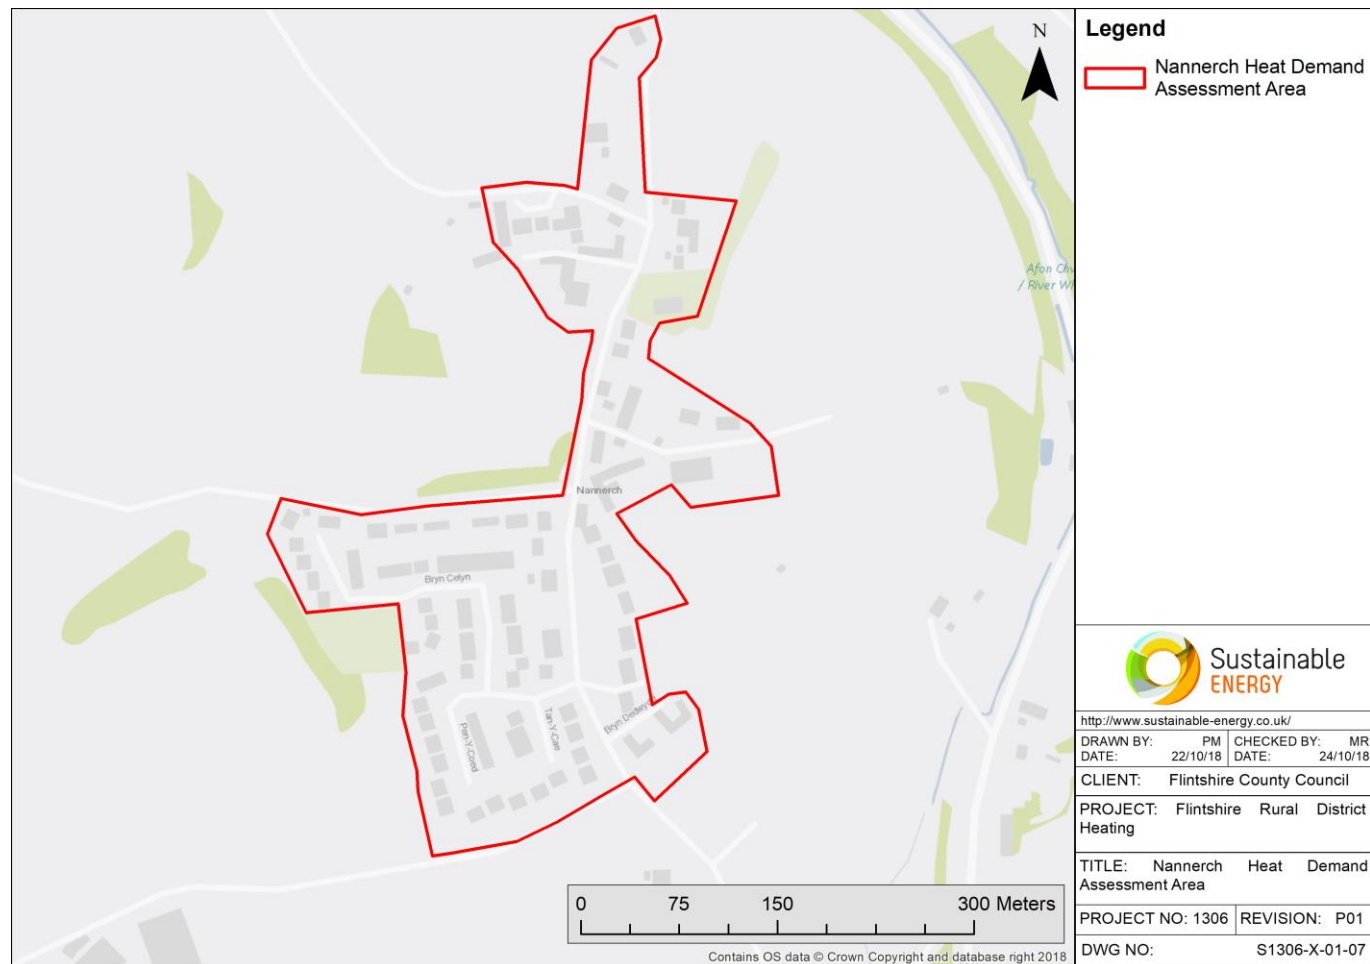 N
Afon Ch
/ River W
Nannerch
Bryn Celyn
Pen-Y-Coed
Tan-Y-Cae
0 75 150 300 Meters
Contains OS data © Crown Copyright and database right 2018
Legend
Nannerch Heat Demand
Assessment Area
Sustainable
ENERGY
http://www.sustainable-energy.co.uk/
DRAWN BY: PM CHECKED BY: MR
DATE: 22/10/18 DATE: 24/10/18
CLIENT: Flintshire County Council
PROJECT: Flintshire Rural District
Heating
TITLE: Nannerch Heat Demand
Assessment Area
PROJECT NO: 1306 REVISION: P01
DWG NO: S1306-X-01-07